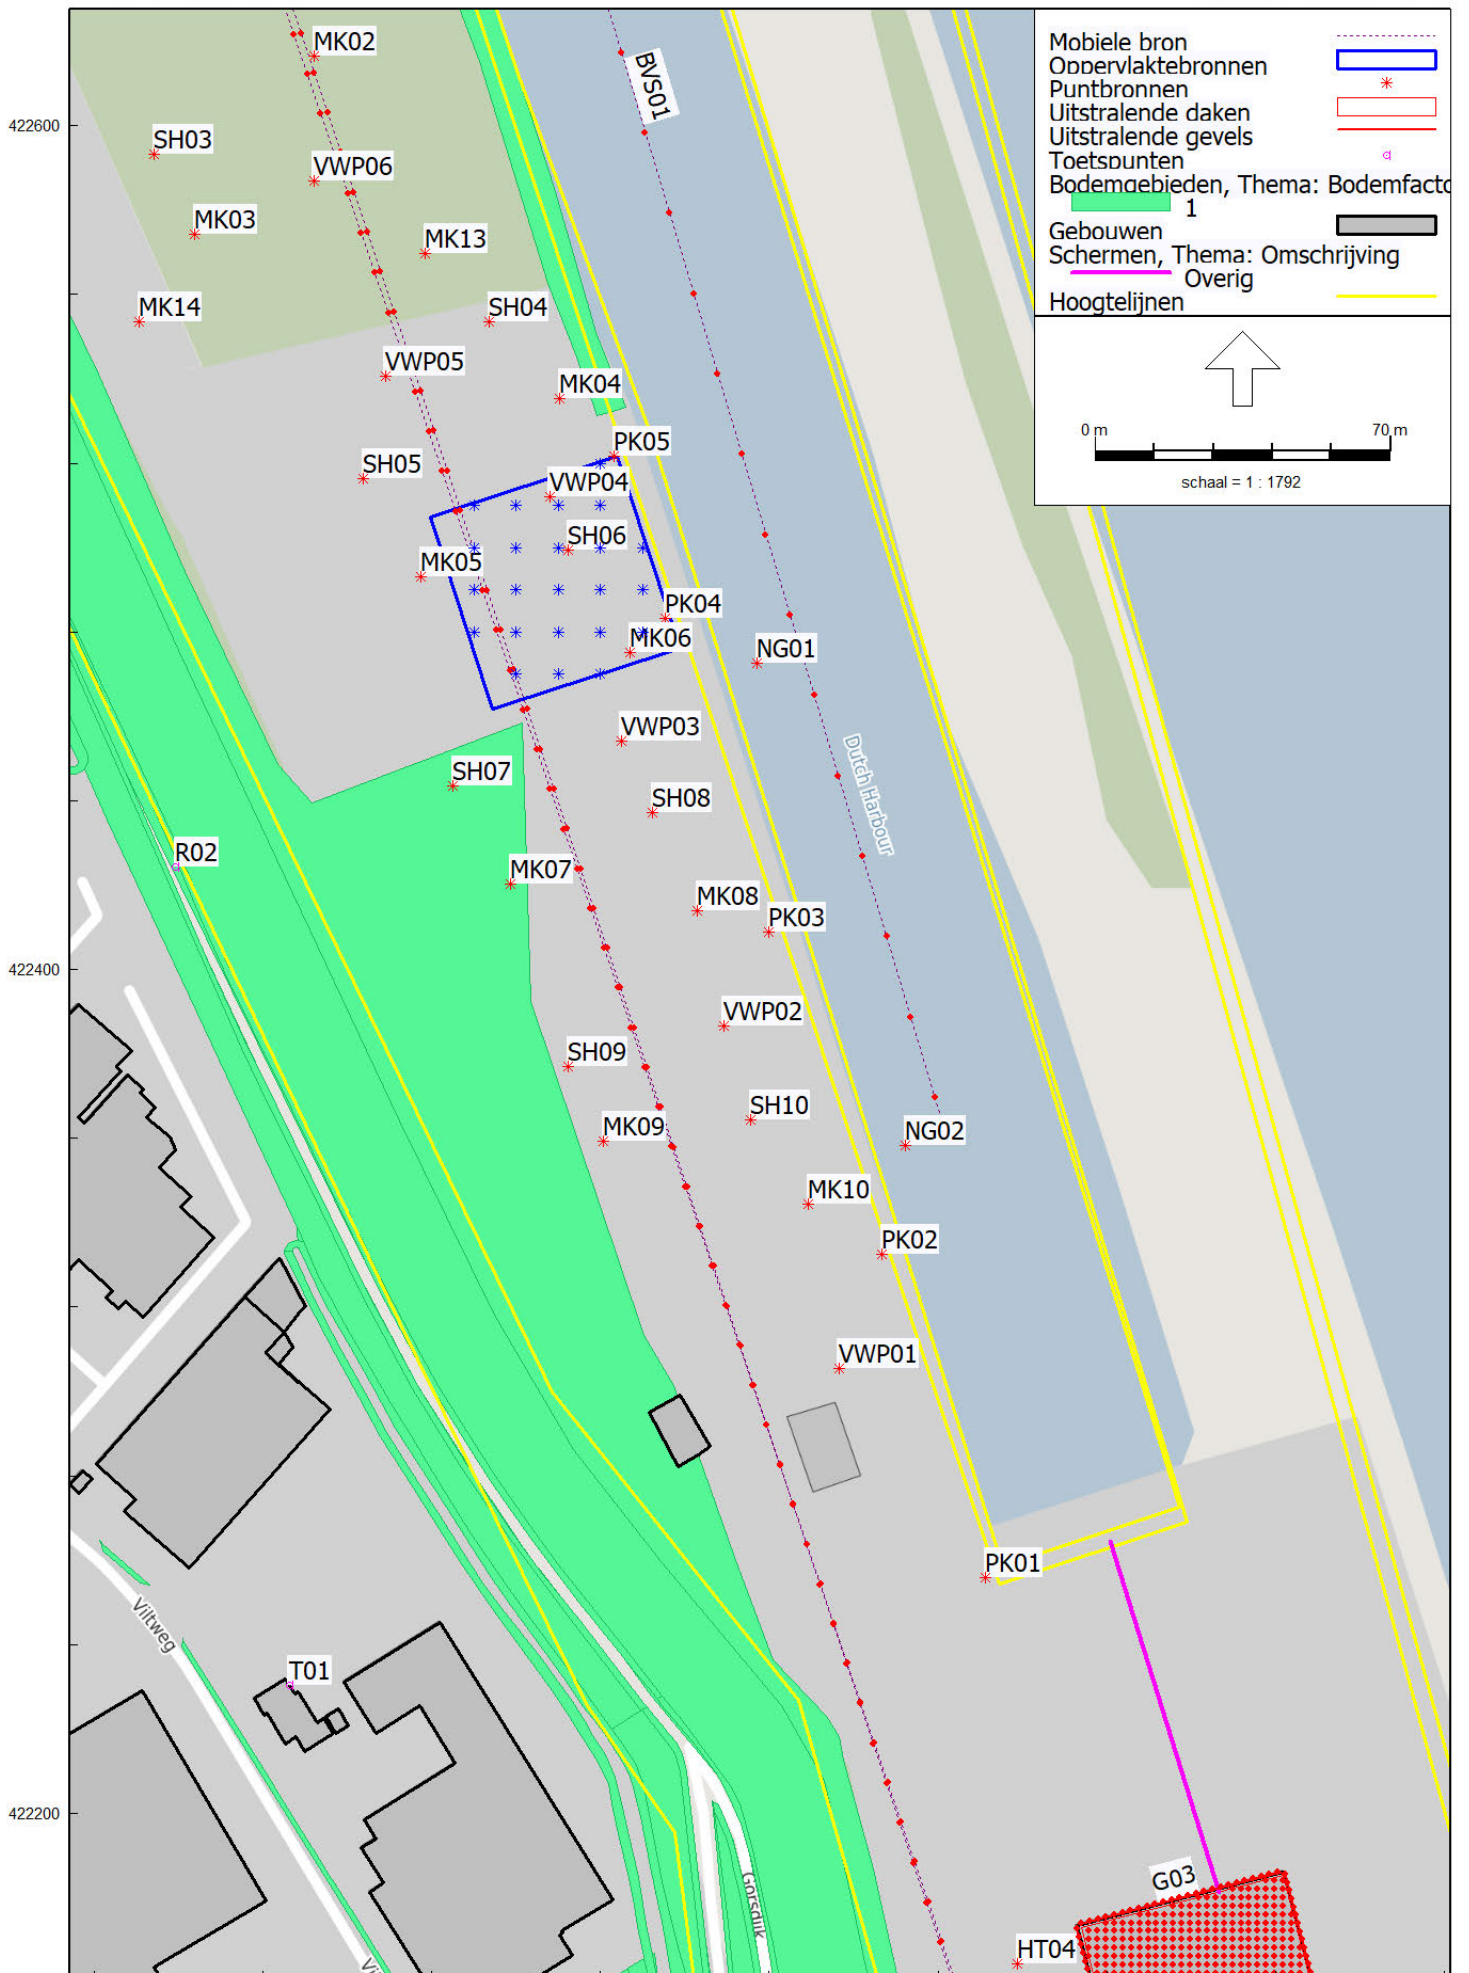 Mobiele bron
Oppervlaktebronnen
Puntbronnen
Uitstralende daken
Uitstralende gevels
Toetspunten
Bodemgebieden, Thema: Bodemfacto
1
Gebouwen
Schermen, Thema: Omschrijving
Overig
Hoogtelijnen
0 m
70 m
schaal = 1 : 1792
MK02
BVS01
422600
SH03
VWP06
MK03
MK13
MK14
SH04
VWP05
MK04
PK05
SH05
VWP04
SH06
MK05
PK04
MK06
NG01
VWP03
Dutch Harbour
SH07
SH08
R02
MK07
MK08
PK03
422400
VWP02
SH09
SH10
MK09
NG02
MK10
PK02
VWP01
PK01
Viltweg
T01
422200
G03
Gorsdijk
HT04